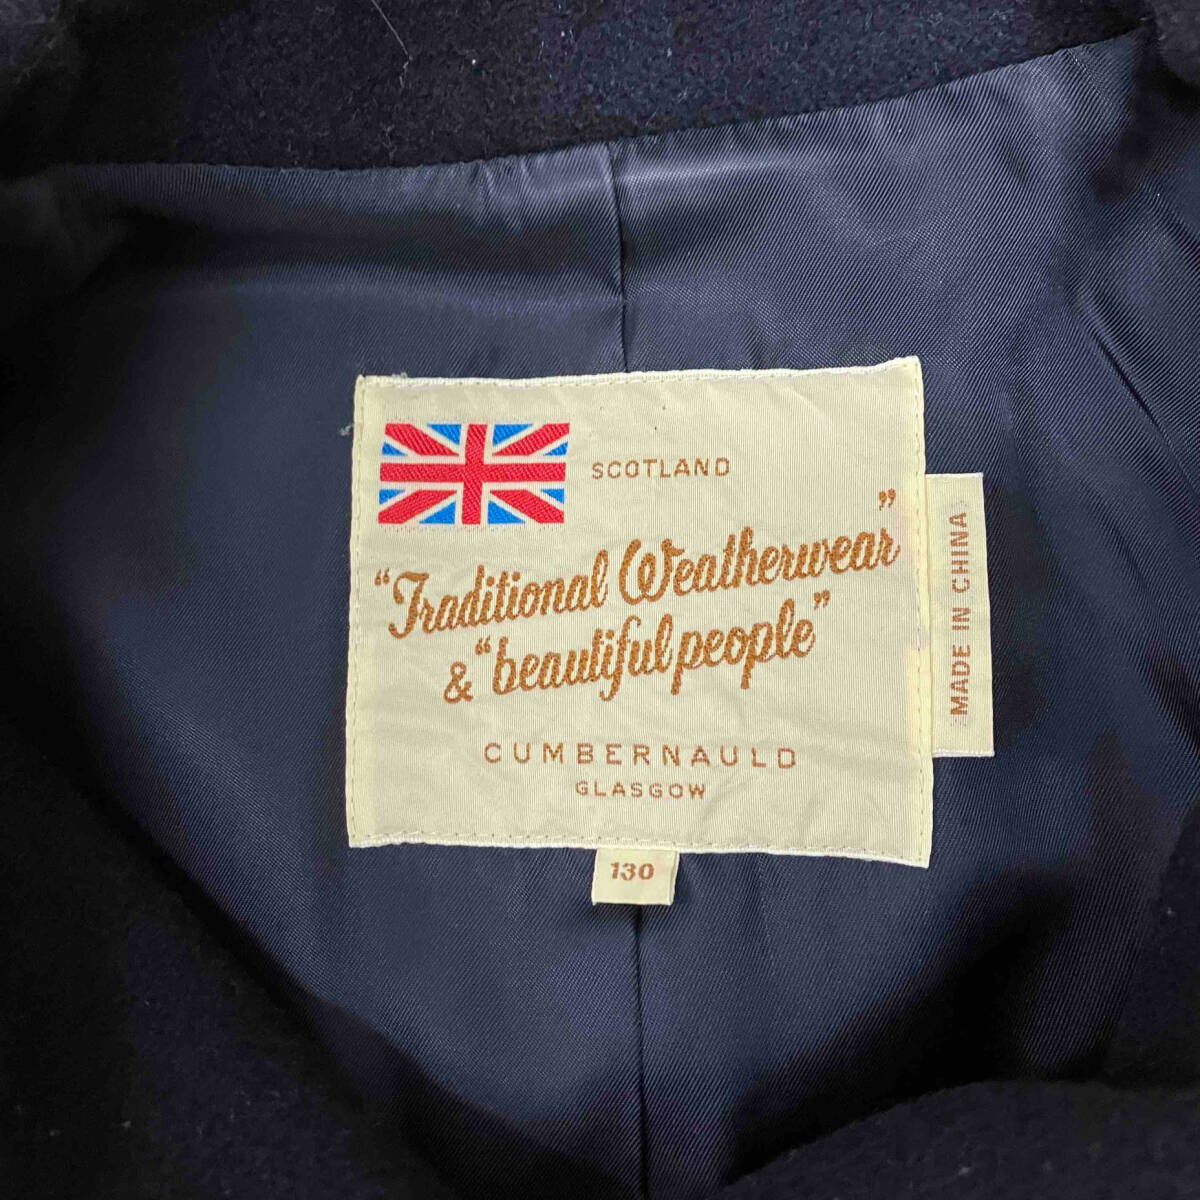 SCOTLAND
“Traditional Weatherwear”
& “beautiful people”
CUMBERNAULD
GLASGOW
MADE IN CHINA
130